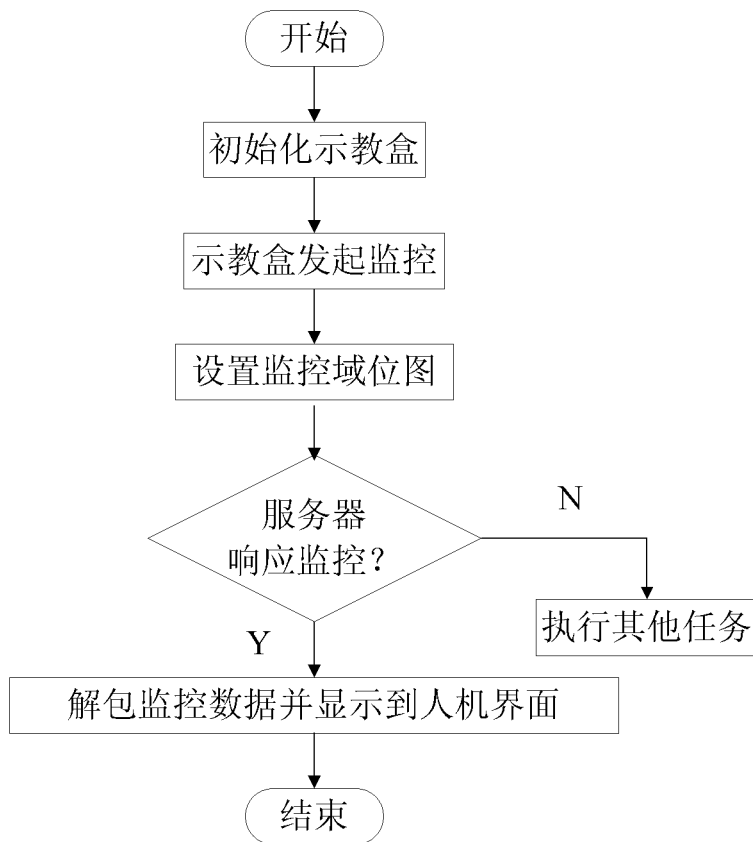 开始
初始化示教盒
示教盒发起监控
设置监控域位图
服务器
响应监控?
N
执行其他任务
Y
解包监控数据并显示到人机界面
结束